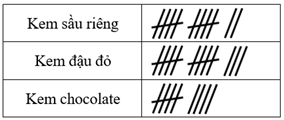 Kem sầu riêng
Kem đậu đỏ
Kem chocolate